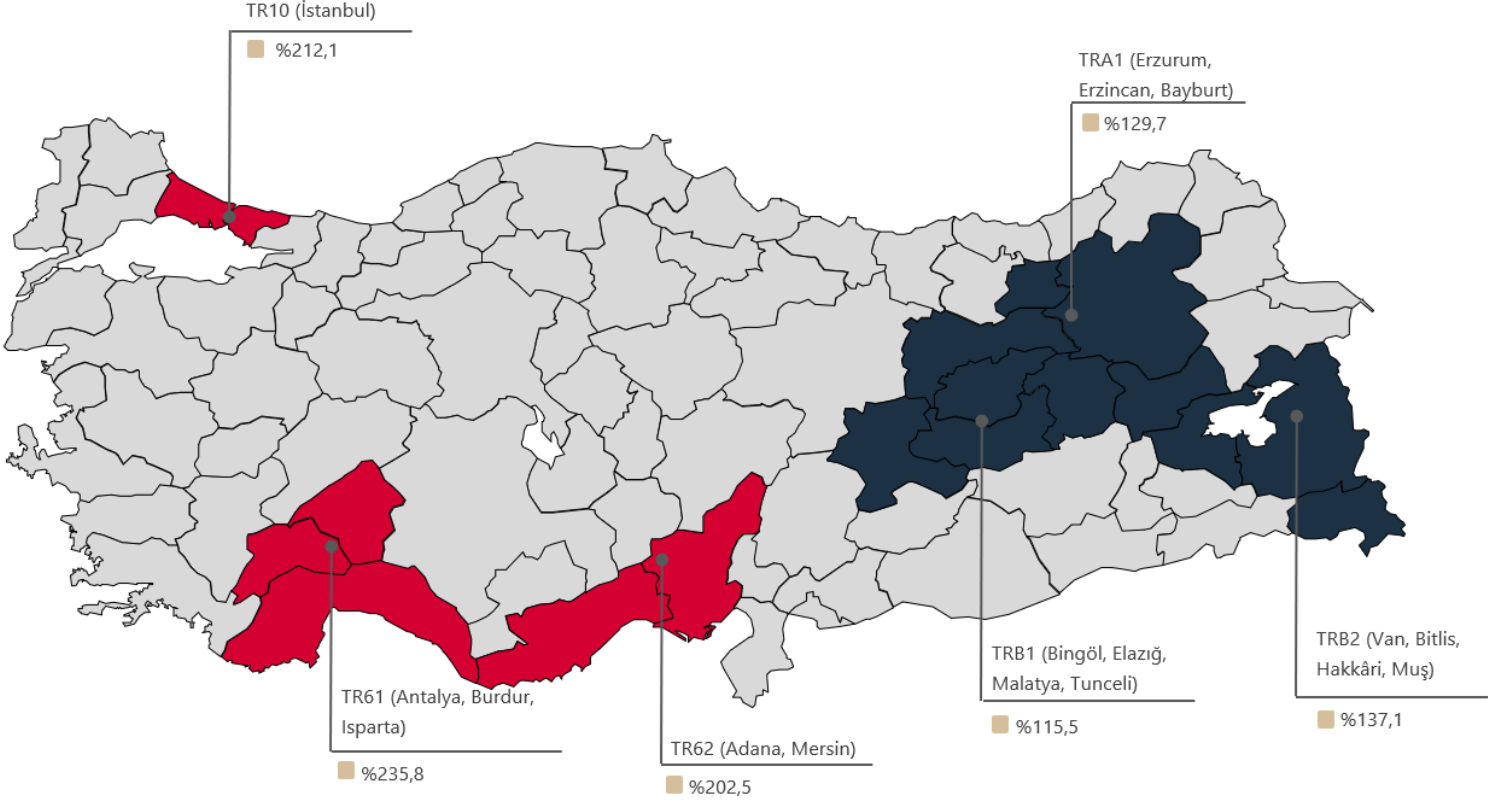 TR10 (İstanbul)
%212,1
TRA1 (Erzurum,
Erzincan, Bayburt)
%129,7
TRB2 (Van, Bitlis,
Hakkâri, Muş)
%137,1
TRB1 (Bingöl, Elazığ,
Malatya, Tunceli)
%115,5
TR61 (Antalya, Burdur,
Isparta)
%235,8
TR62 (Adana, Mersin)
%202,5